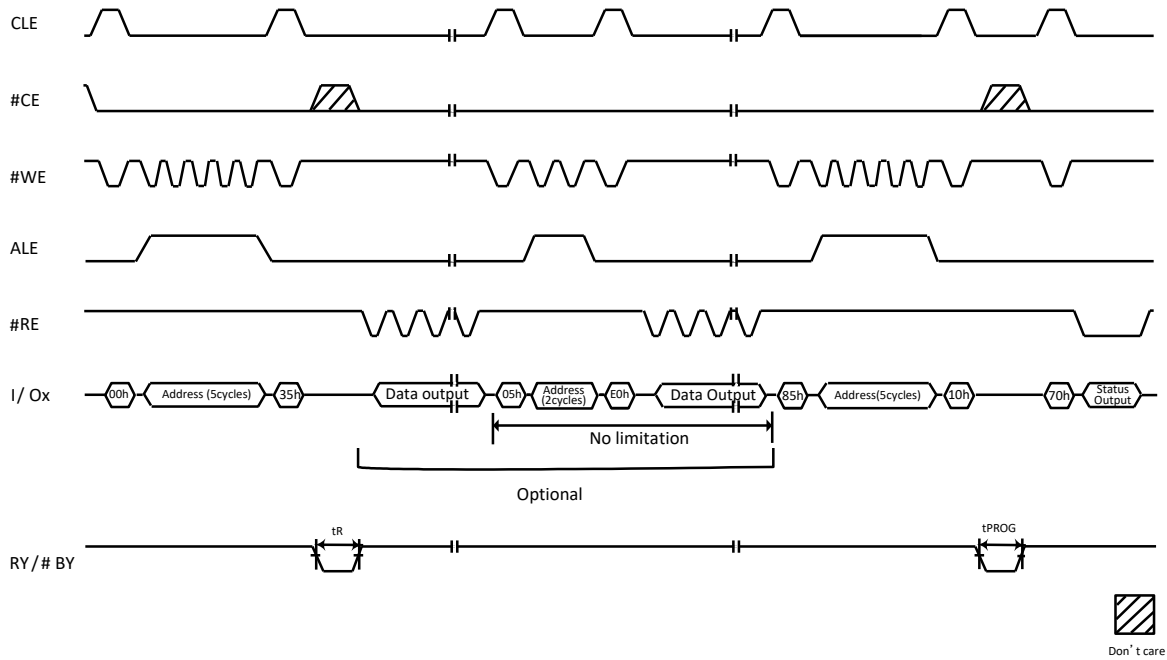 CLE
#CE
#WE
ALE
#RE
I/Ox
00h
Address (5cycles)
35h
Data output
05h
Address
(2cycles)
E0h
Data Output
85h
Address(5cycles)
10h
70h
Status
Output
No limitation
Optional
tR
tPROG
RY/# BY
Don't care